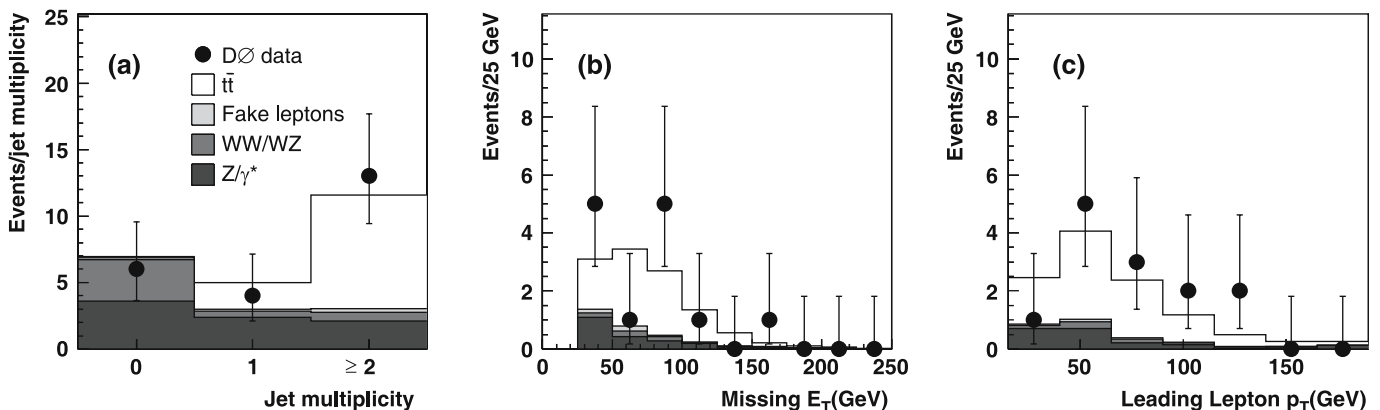 Events/jet multiplicity
25
20
15
10
5
0
(a)
DØ data
tt̄
Fake leptons
WW/WZ
Z/γ*
0 1 ≥ 2
Jet multiplicity
Events/25 GeV
10
8
6
4
2
0
(b)
0 50 100 150 200 250
Missing E_T(GeV)
Events/25 GeV
10
8
6
4
2
0
(c)
50 100 150
Leading Lepton p_T(GeV)